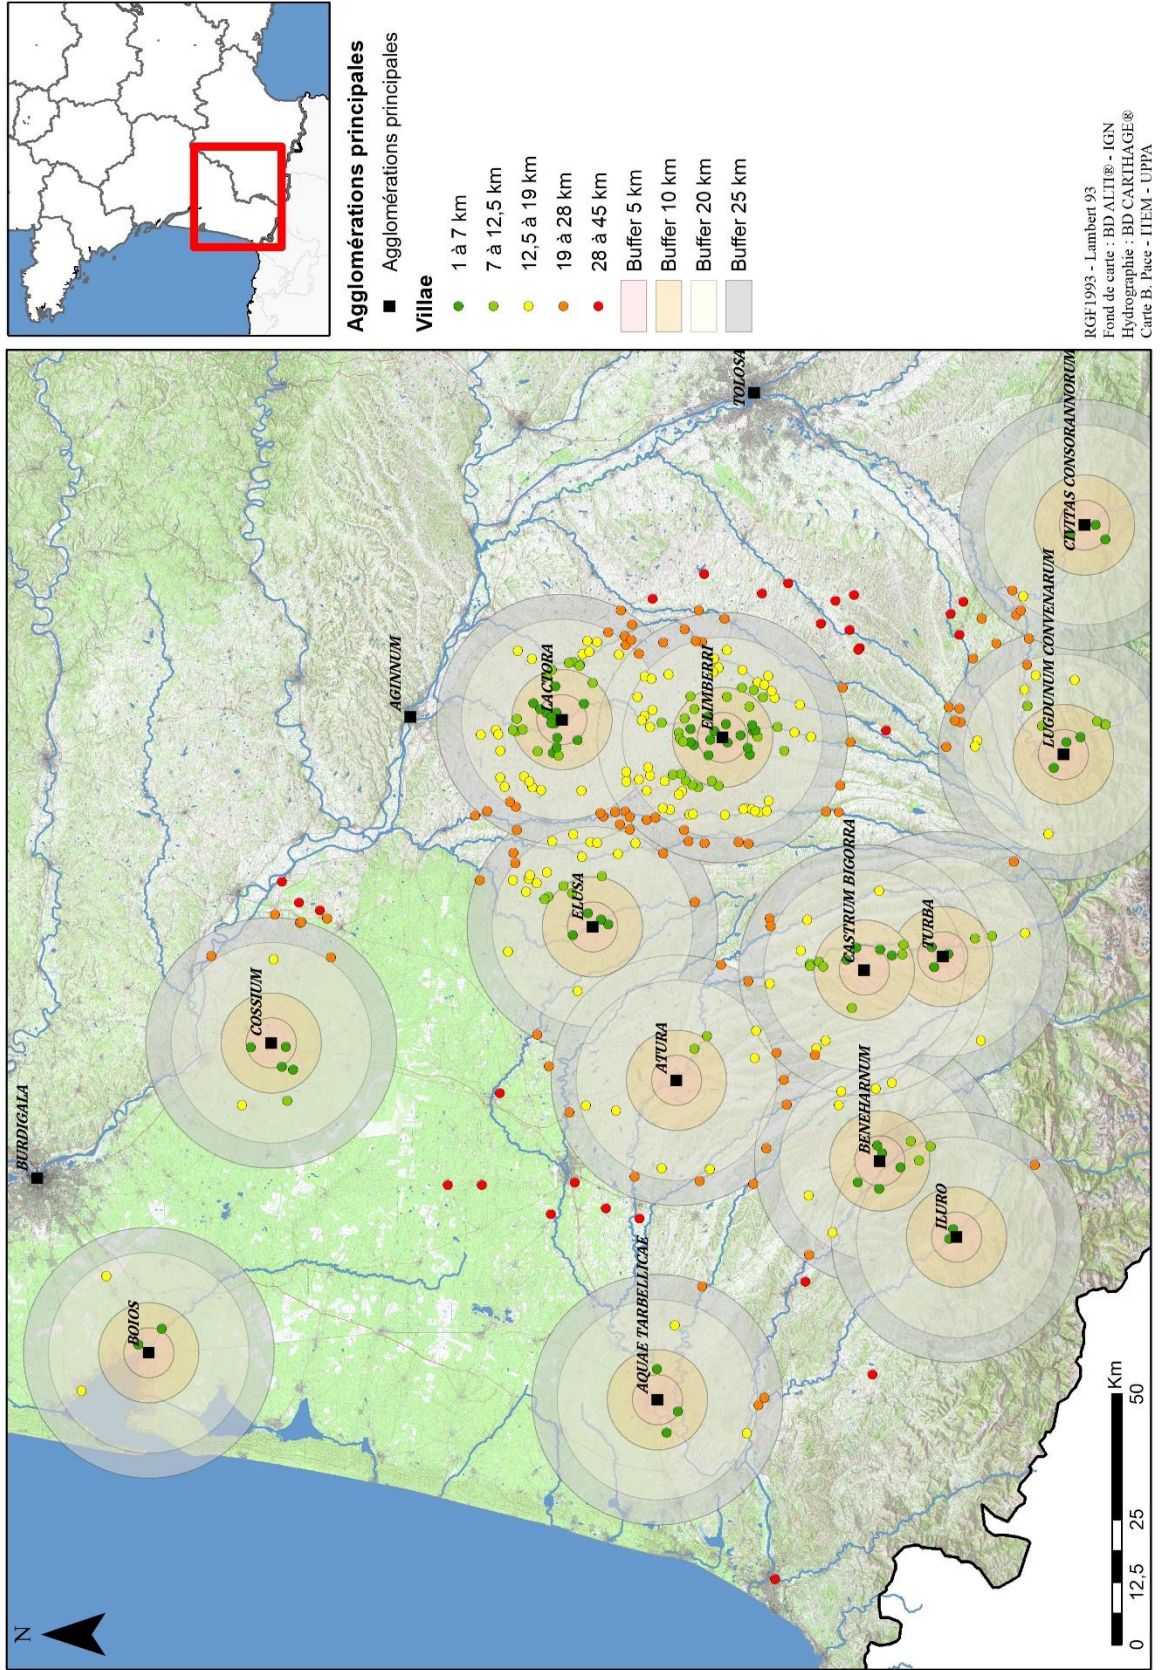 N
BURDIGALA
BOIOS
COSSIUM
AGINNUM
LACTORA
ELUSA
ELIMBERRI
TOLOSA
ATURA
AQUAE TARBELLICAE
CASTRUM BIGORRA
TURBA
BENEHARNUM
ILURO
LUGDUNUM CONVENARUM
CIVITAS CONSORANNORUM
0 12,5 25 50
Km
Agglomérations principales
Agglomérations principales
Villae
1 à 7 km
7 à 12,5 km
12,5 à 19 km
19 à 28 km
28 à 45 km
Buffer 5 km
Buffer 10 km
Buffer 20 km
Buffer 25 km
RGF1993 - Lambert 93
Fond de carte : BD ALTI® - IGN
Hydrographie : BD CARTHAGE®
Carte B. Pace - ITEM - UPPA